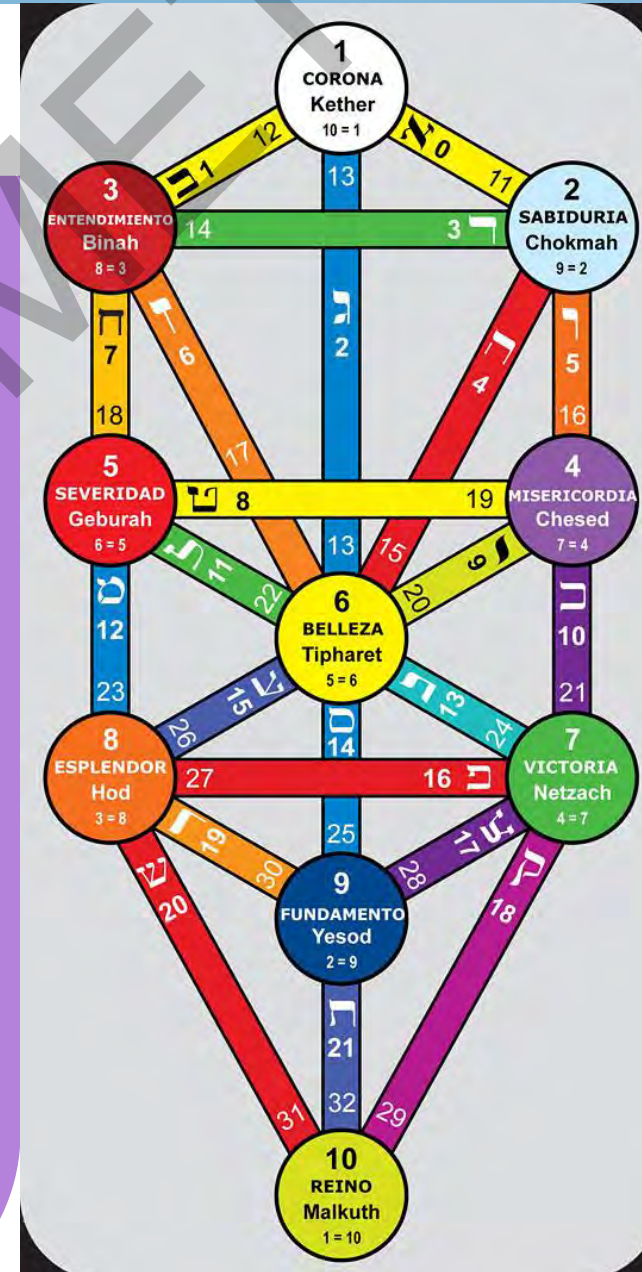 1
CORONA
Kether
10 = 1
ב 1 12
א 0 11
13
3
ENTENDIMIENTO
Binah
8 = 3
2
SABIDURIA
Chokmah
9 = 2
14 3 ד
ח
7
18
ז
6
17
ג
2
13
ה
4
15
ו
5
16
5
SEVERIDAD
Geburah
6 = 5
4
MISERICORDIA
Chesed
7 = 4
ט 8 19
ל 11 22
י 9 20
6
BELLEZA
Tipharet
5 = 6
מ
12
23
כ
10
21
ע 15 26
ס
14
25
נ 13 24
8
ESPLENDOR
Hod
3 = 8
7
VICTORIA
Netzach
4 = 7
27 16 פ
ר 19 30
צ 17 28
9
FUNDAMENTO
Yesod
2 = 9
ש
20
31
ת
21
32
ק
18
29
10
REINO
Malkuth
1 = 10